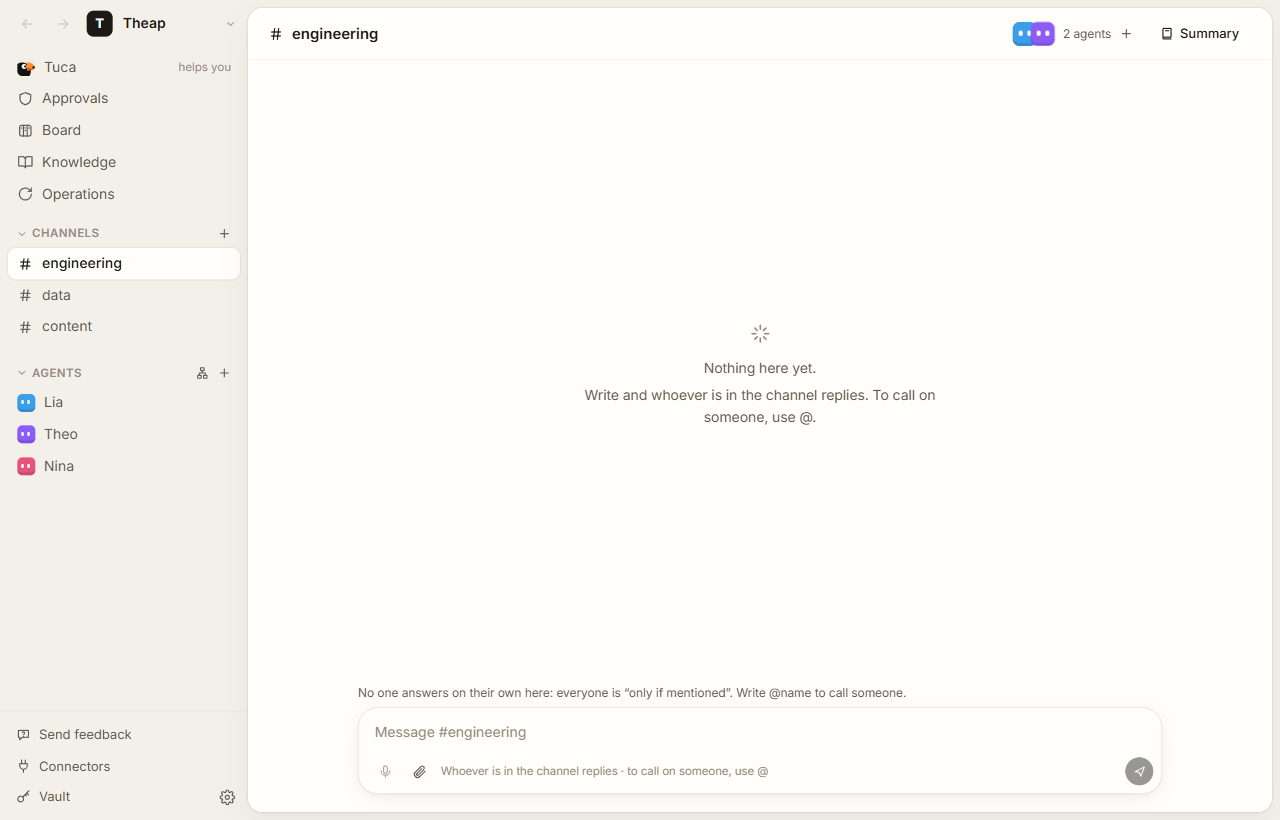 T Theap
Tuca helps you
Approvals
Board
Knowledge
Operations
CHANNELS
# engineering
# data
# content
AGENTS
Lia
Theo
Nina
Send feedback
Connectors
Vault
# engineering
2 agents
Summary
Nothing here yet.
Write and whoever is in the channel replies. To call on
someone, use @.
No one answers on their own here: everyone is “only if mentioned”. Write @name to call someone.
Message #engineering
Whoever is in the channel replies · to call on someone, use @